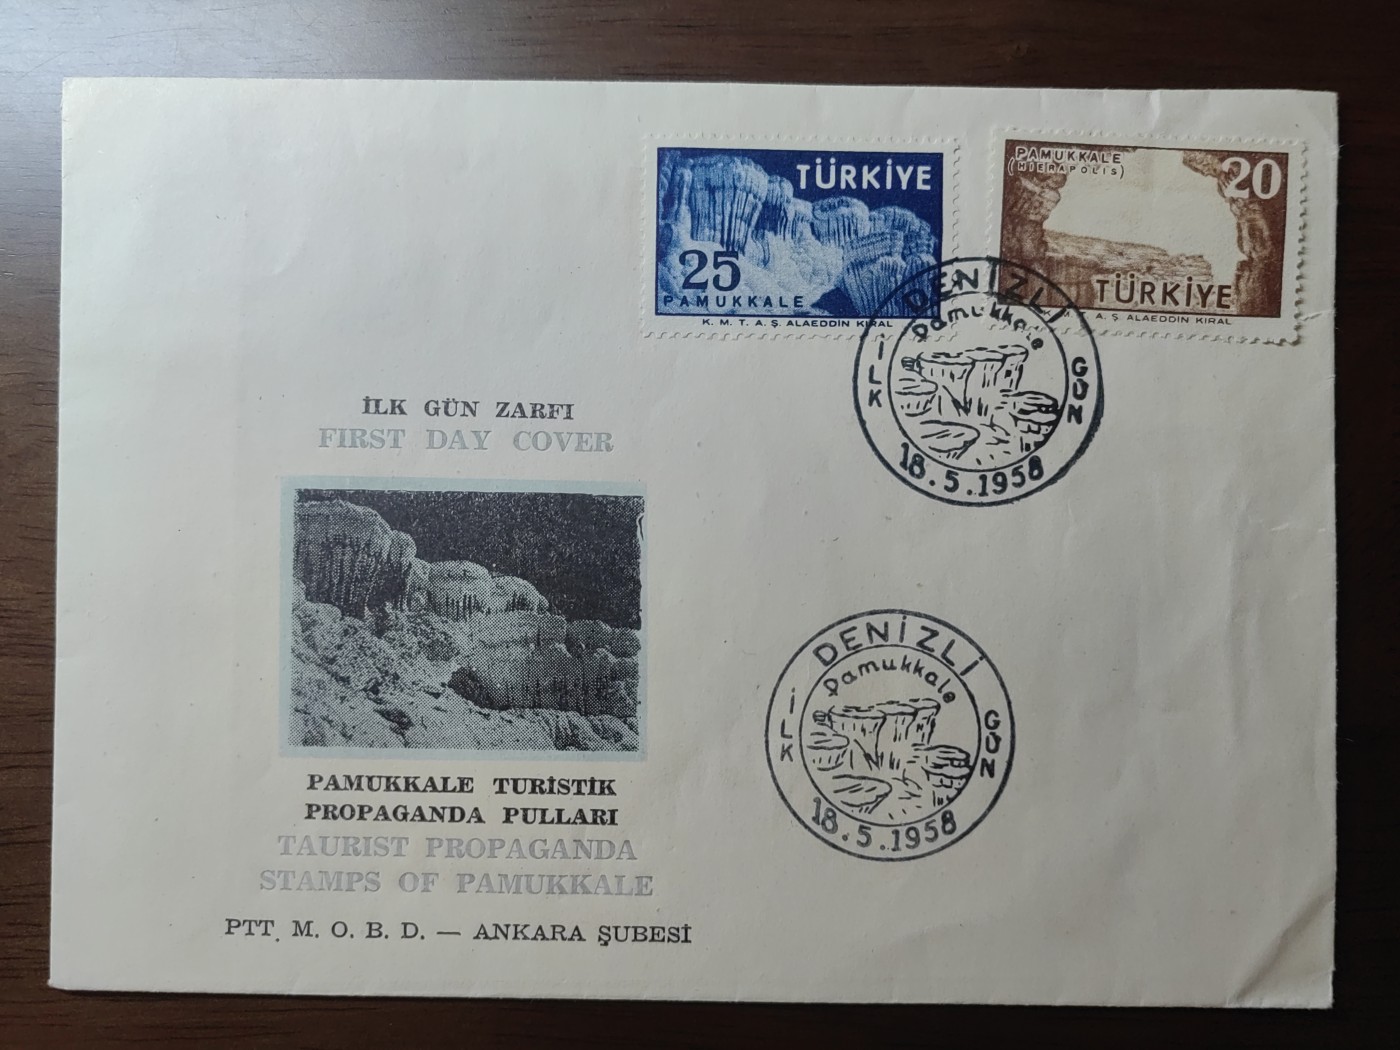 TÜRKİYE
25
PAMUKKALE
K. M. T. A. Ş. ALAEDDİN KIRAL
PAMUKKALE
(HIERAPOLIS)
20
TÜRKİYE
A. Ş. ALAEDDİN KIRAL
DENİZLİ
Pamukkale
İLK GÜN
18.5.1958
İLK GÜN ZARFI
FIRST DAY COVER
PAMUKKALE TURİSTİK
PROPAGANDA PULLARI
TAURIST PROPAGANDA
STAMPS OF PAMUKKALE
PTT. M. O. B. D. — ANKARA ŞUBESİ
DENİZLİ
Pamukkale
İLK GÜN
18.5.1958